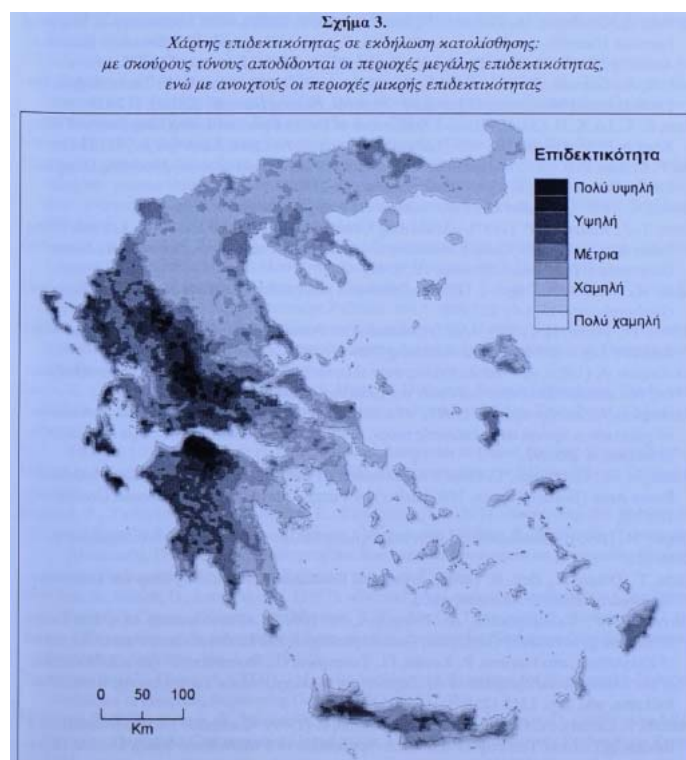 Σχήμα 3.
Χάρτης επιδεκτικότητας σε εκδήλωση κατολίσθησης:
με σκούρους τόνους αποδίδονται οι περιοχές μεγάλης επιδεκτικότητας,
ενώ με ανοιχτούς οι περιοχές μικρής επιδεκτικότητας
Επιδεκτικότητα
Πολύ υψηλή
Υψηλή
Μέτρια
Χαμηλή
Πολύ χαμηλή
0 50 100
Km